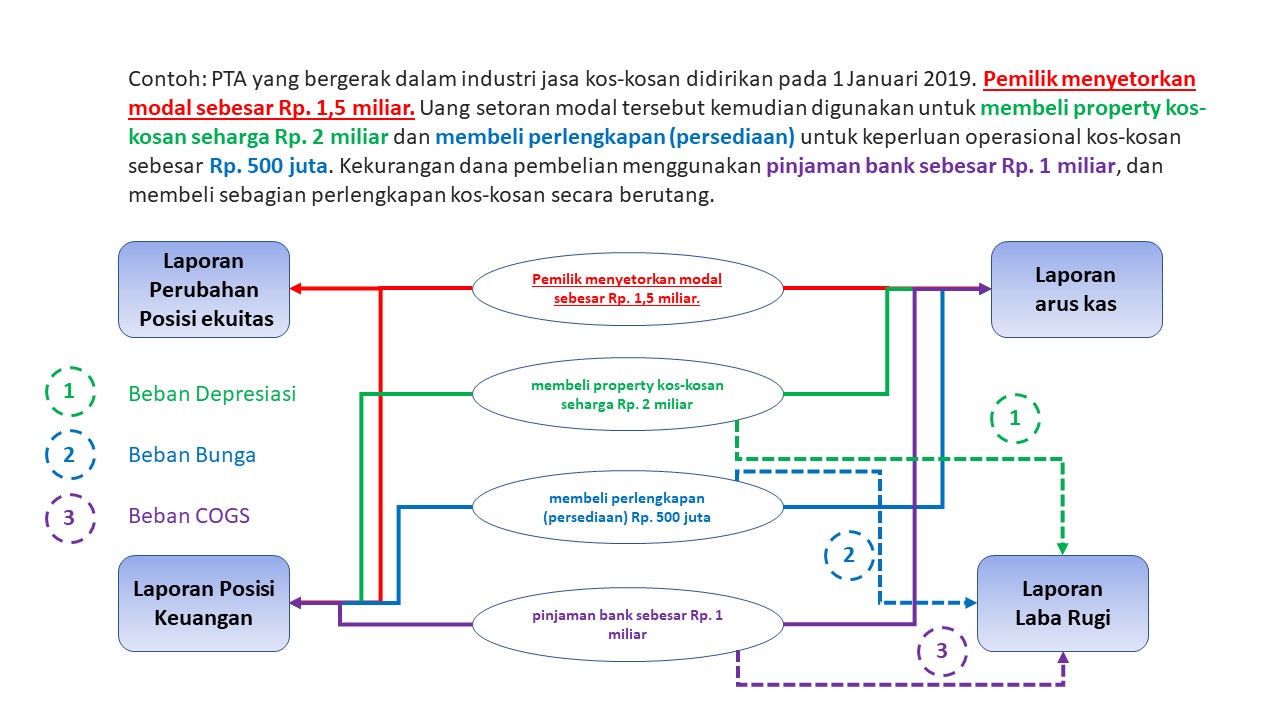 Contoh: PTA yang bergerak dalam industri jasa kos-kosan didirikan pada 1 Januari 2019. Pemilik menyetorkan
modal sebesar Rp. 1,5 miliar. Uang setoran modal tersebut kemudian digunakan untuk membeli property kos-
kosan seharga Rp. 2 miliar dan membeli perlengkapan (persediaan) untuk keperluan operasional kos-kosan
sebesar Rp. 500 juta. Kekurangan dana pembelian menggunakan pinjaman bank sebesar Rp. 1 miliar, dan
membeli sebagian perlengkapan kos-kosan secara berutang.
Laporan
Perubahan
Posisi ekuitas
Pemilik menyetorkan modal
sebesar Rp. 1,5 miliar.
Laporan
arus kas
1
Beban Depresiasi
membeli property kos-kosan
seharga Rp. 2 miliar
1
2
Beban Bunga
3
Beban COGS
membeli perlengkapan
(persediaan) Rp. 500 juta
2
Laporan Posisi
Keuangan
pinjaman bank sebesar Rp. 1
miliar
Laporan
Laba Rugi
3